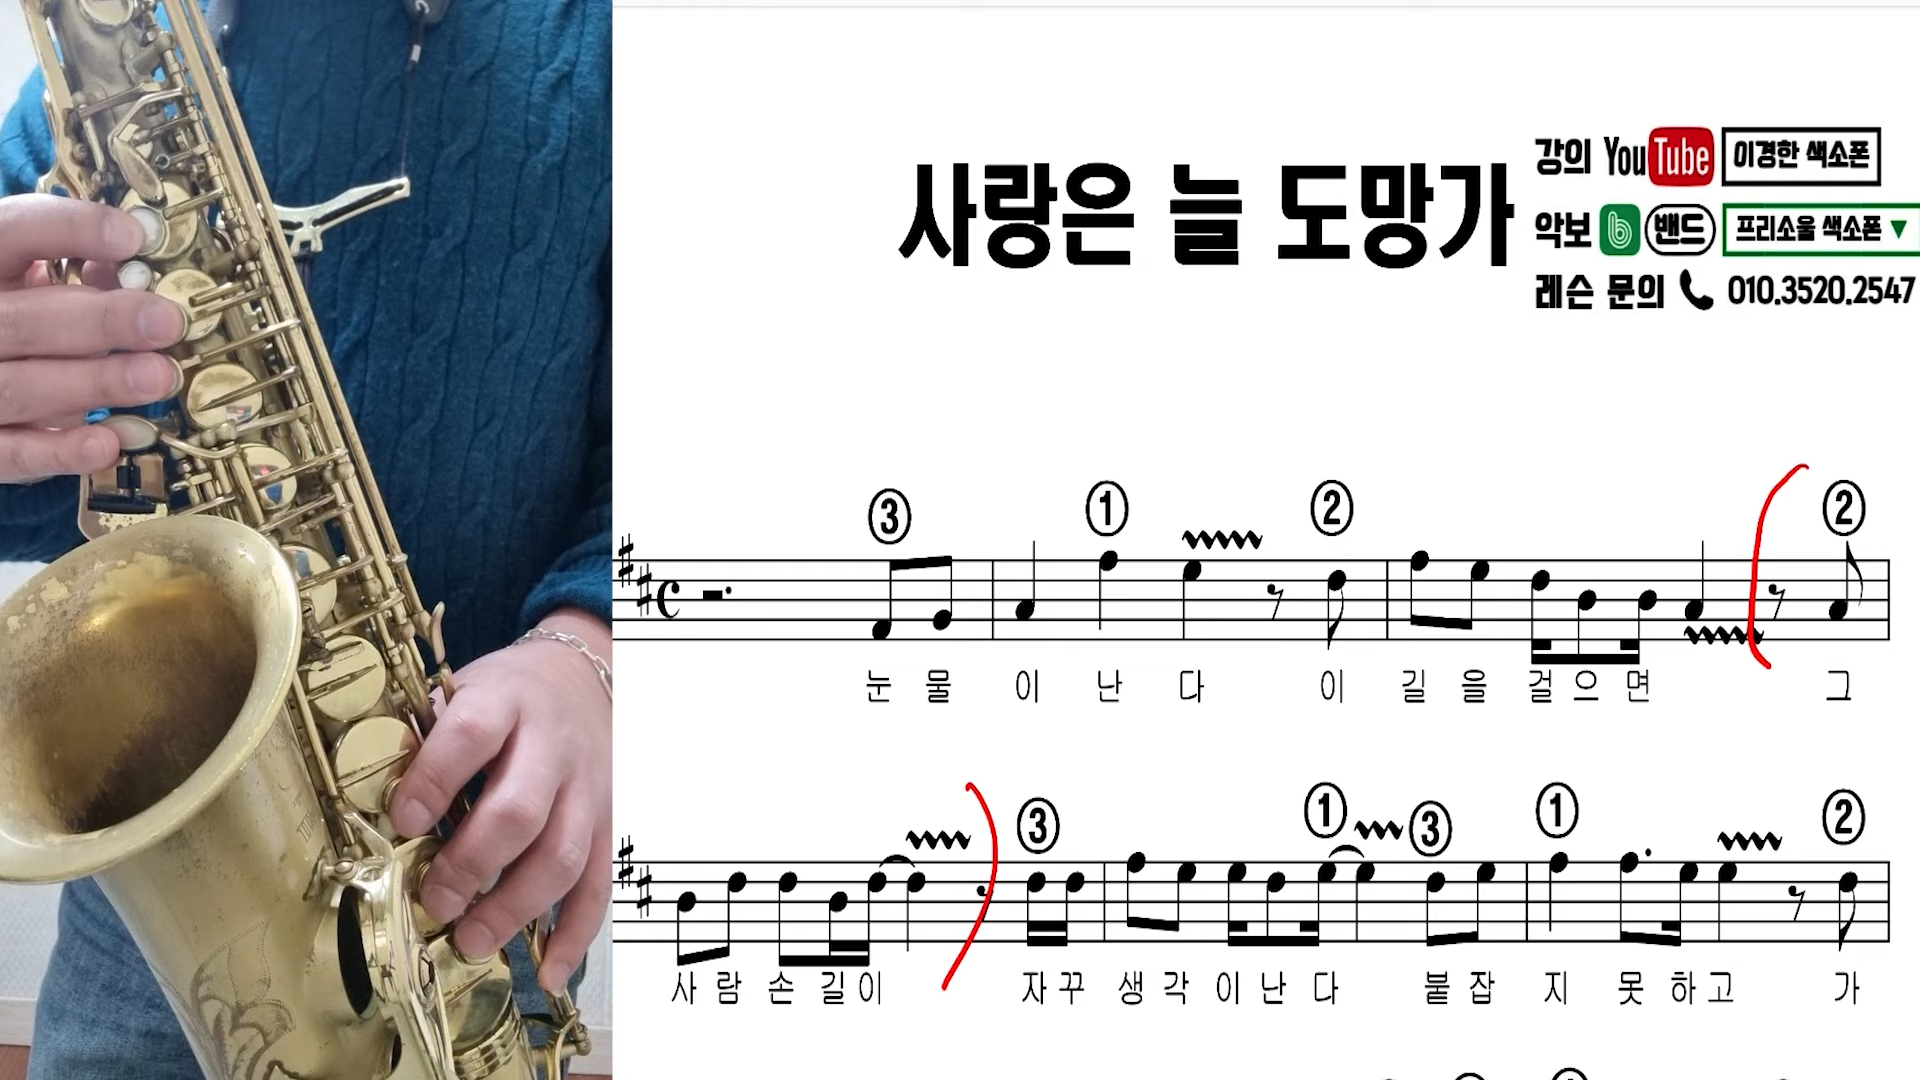 사랑은 늘 도망가
강의 YouTube 이경한 색소폰
악보 b 밴드 프리소울 색소폰 ▼
레슨 문의 010.3520.2547
③ ① ② ②
눈 물 이 난 다 이 길 을 걸 으 면 그
③ ① ③ ① ②
사 람 손 길 이 자 꾸 생 각 이 난 다 붙 잡 지 못 하 고 가